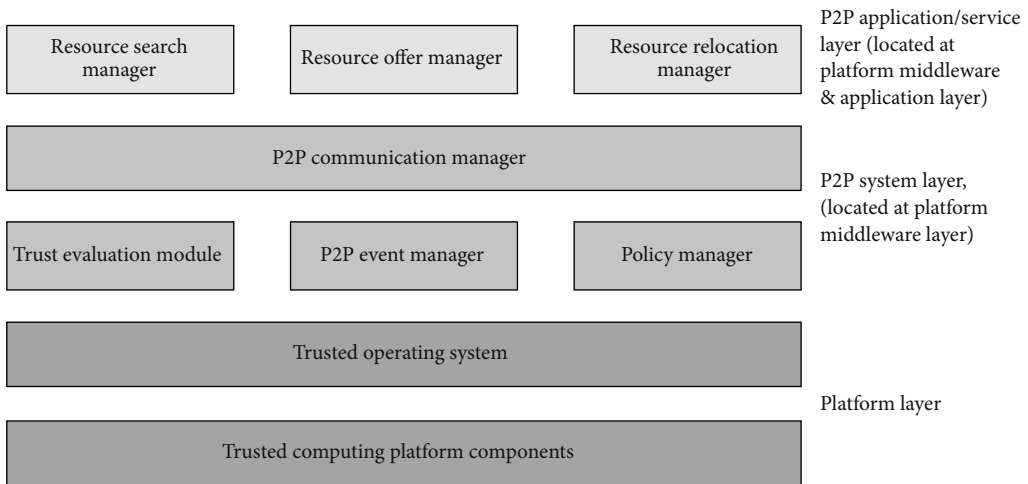 Resource search
manager
Resource offer manager
Resource relocation
manager
P2P application/service
layer (located at
platform middleware
& application layer)
P2P communication manager
P2P system layer,
(located at platform
middleware layer)
Trust evaluation module
P2P event manager
Policy manager
Trusted operating system
Platform layer
Trusted computing platform components